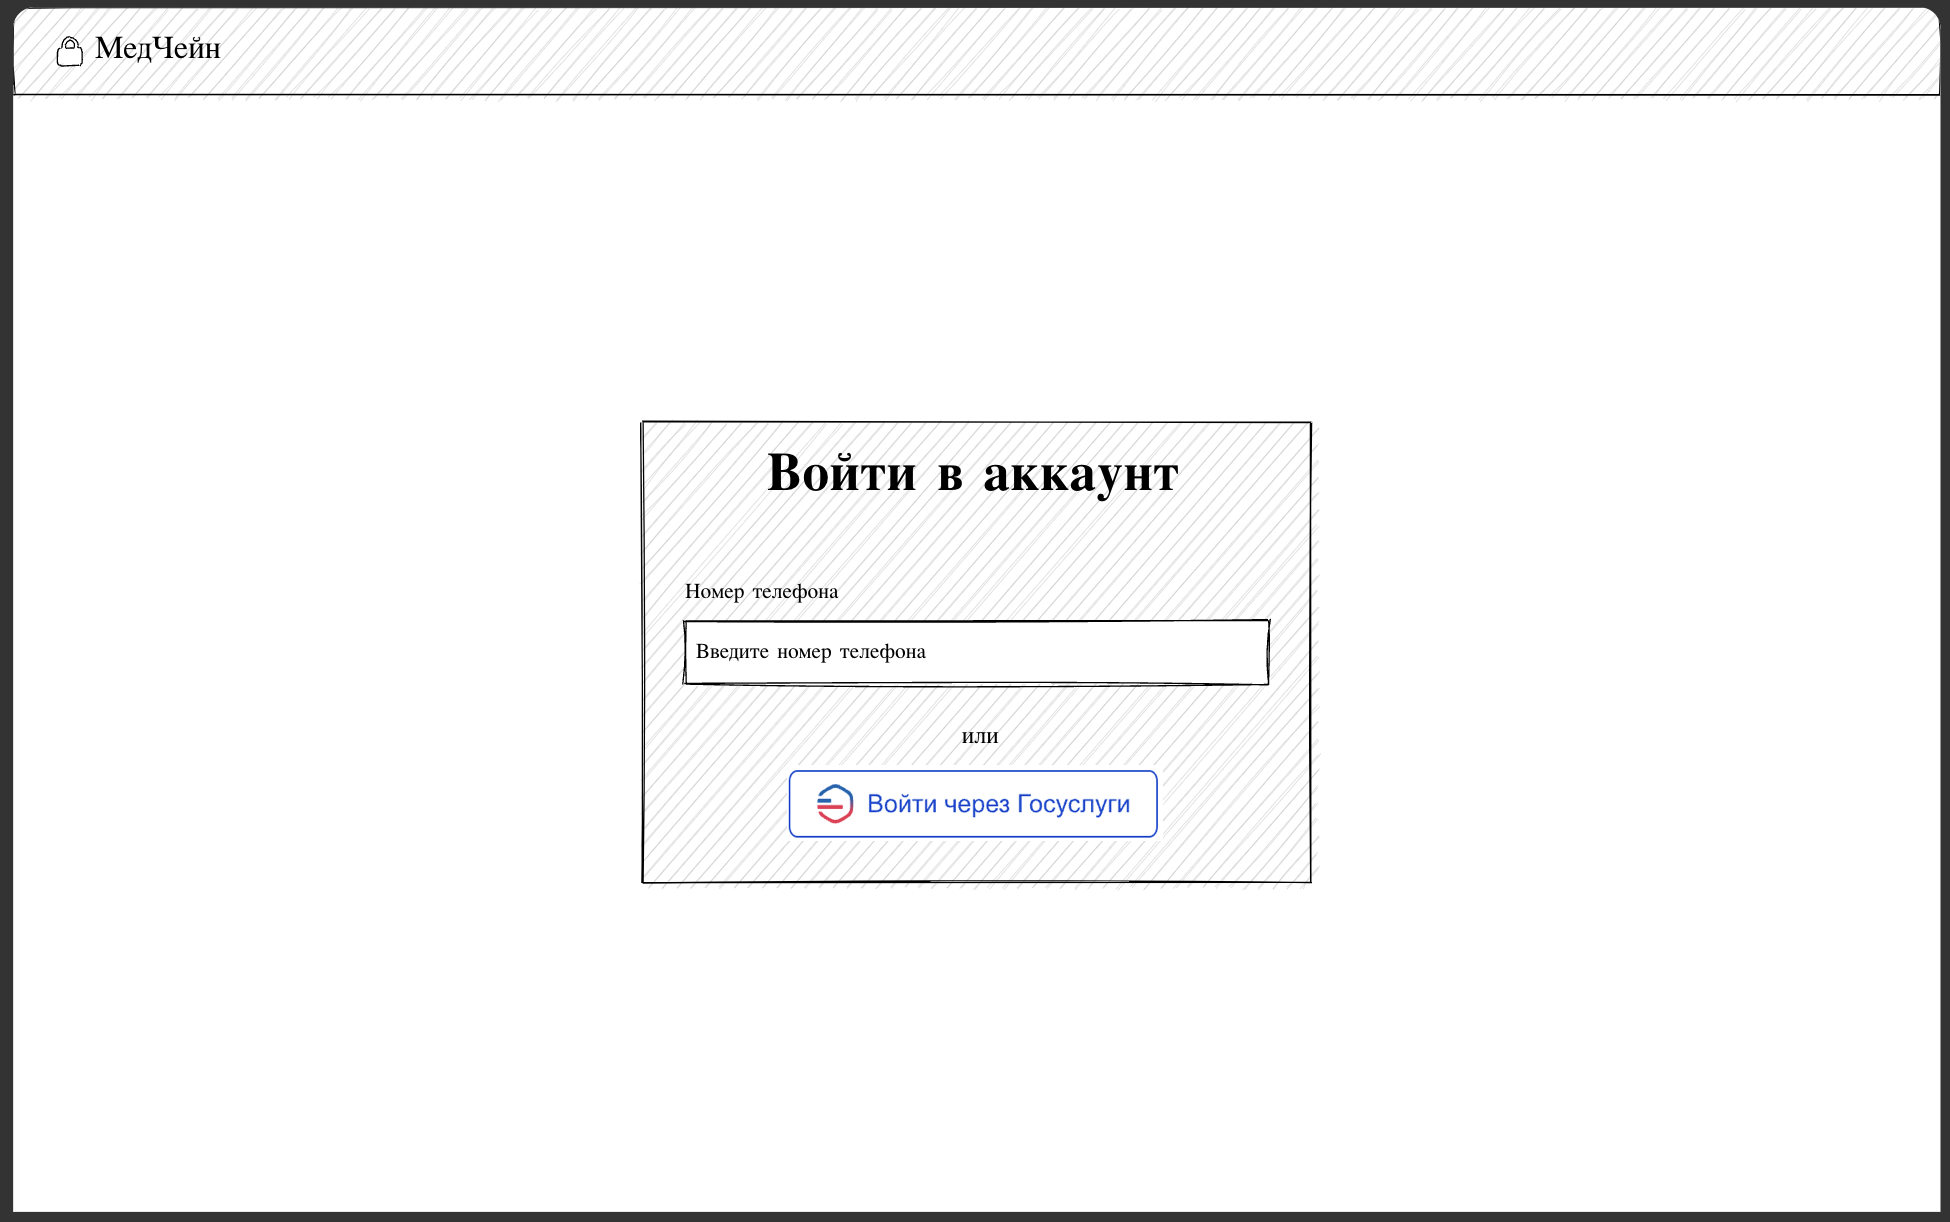 МедЧейн
Войти в аккаунт
Номер телефона
Введите номер телефона
или
Войти через Госуслуги